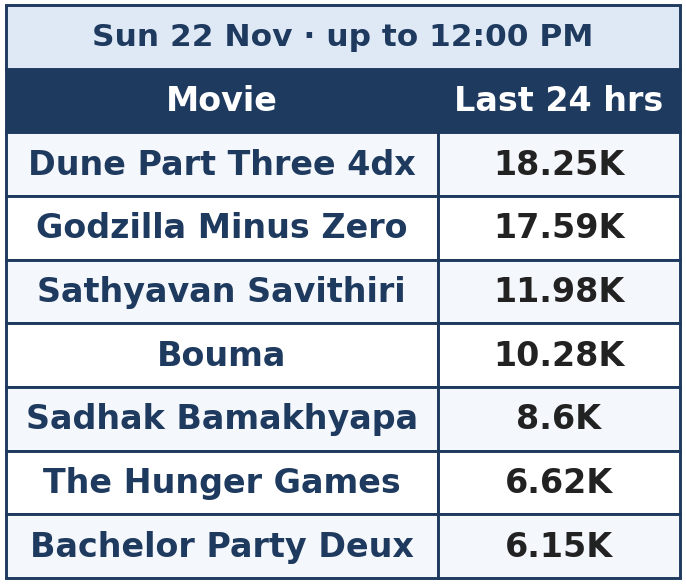 Sun 22 Nov · up to 12:00 PM
Movie Last 24 hrs
Dune Part Three 4dx 18.25K
Godzilla Minus Zero 17.59K
Sathyavan Savithiri 11.98K
Bouma 10.28K
Sadhak Bamakhyapa 8.6K
The Hunger Games 6.62K
Bachelor Party Deux 6.15K